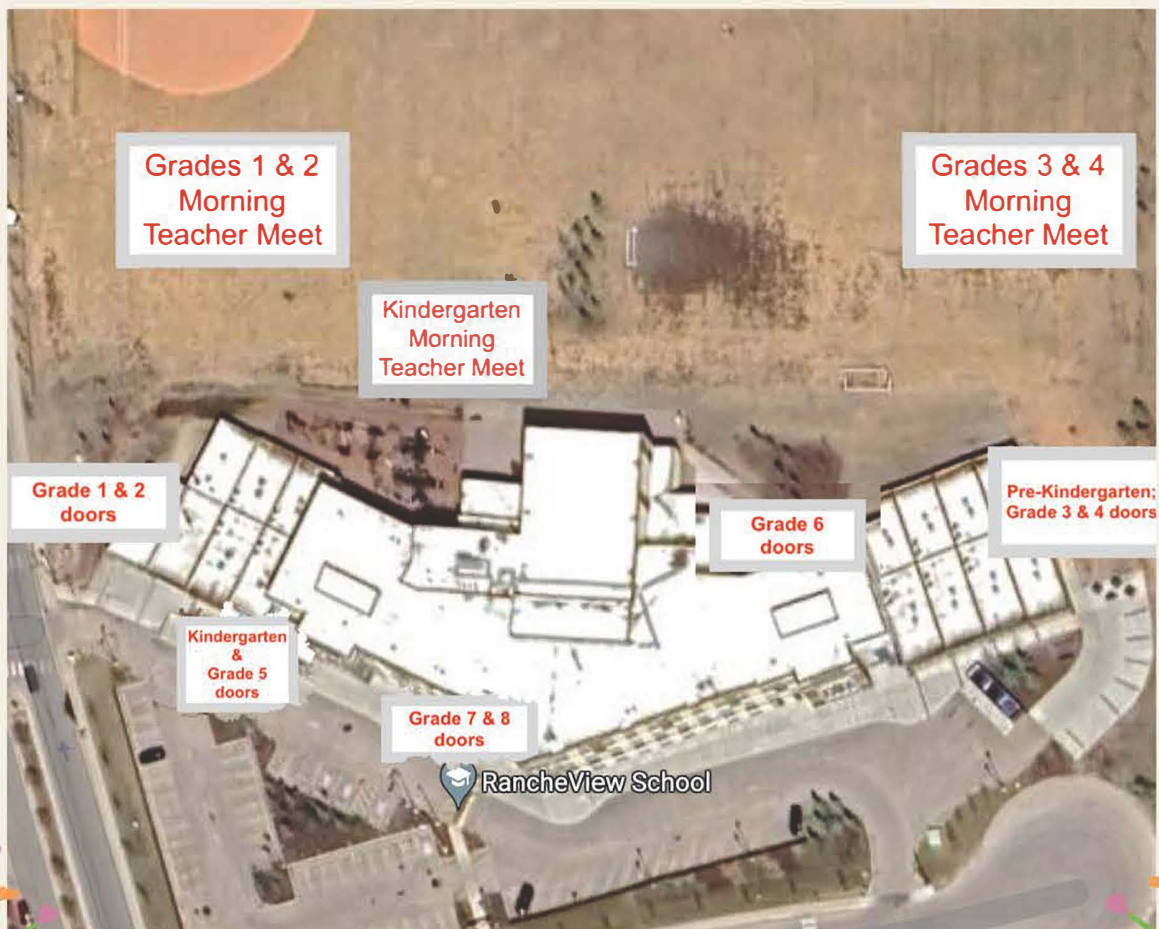 Grades 1 & 2
Morning
Teacher Meet
Grades 3 & 4
Morning
Teacher Meet
Kindergarten
Morning
Teacher Meet
Grade 1 & 2
doors
Grade 6
doors
Pre-Kindergarten;
Grade 3 & 4 doors
Kindergarten
&
Grade 5
doors
Grade 7 & 8
doors
RancheView School